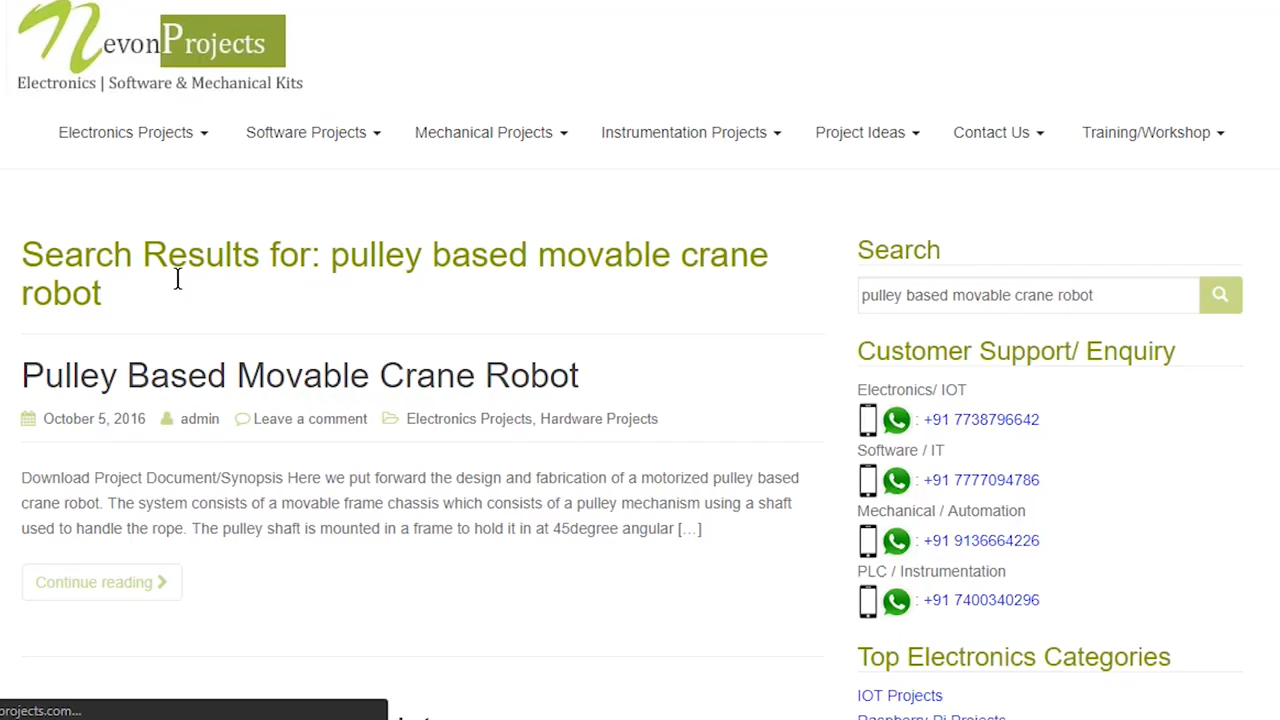 evonProjects
Electronics | Software & Mechanical Kits
Electronics Projects
Software Projects
Mechanical Projects
Instrumentation Projects
Project Ideas
Contact Us
Training/Workshop
Search Results for: pulley based movable crane
robot
Pulley Based Movable Crane Robot
October 5, 2016 admin Leave a comment Electronics Projects, Hardware Projects
Download Project Document/Synopsis Here we put forward the design and fabrication of a motorized pulley based
crane robot. The system consists of a movable frame chassis which consists of a pulley mechanism using a shaft
used to handle the rope. The pulley shaft is mounted in a frame to hold it in at 45degree angular […]
Continue reading
Search
pulley based movable crane robot
Customer Support/ Enquiry
Electronics/ IOT
: +91 7738796642
Software / IT
: +91 7777094786
Mechanical / Automation
: +91 9136664226
PLC / Instrumentation
: +91 7400340296
Top Electronics Categories
IOT Projects
Raspberry Pi Projects
projects.com...